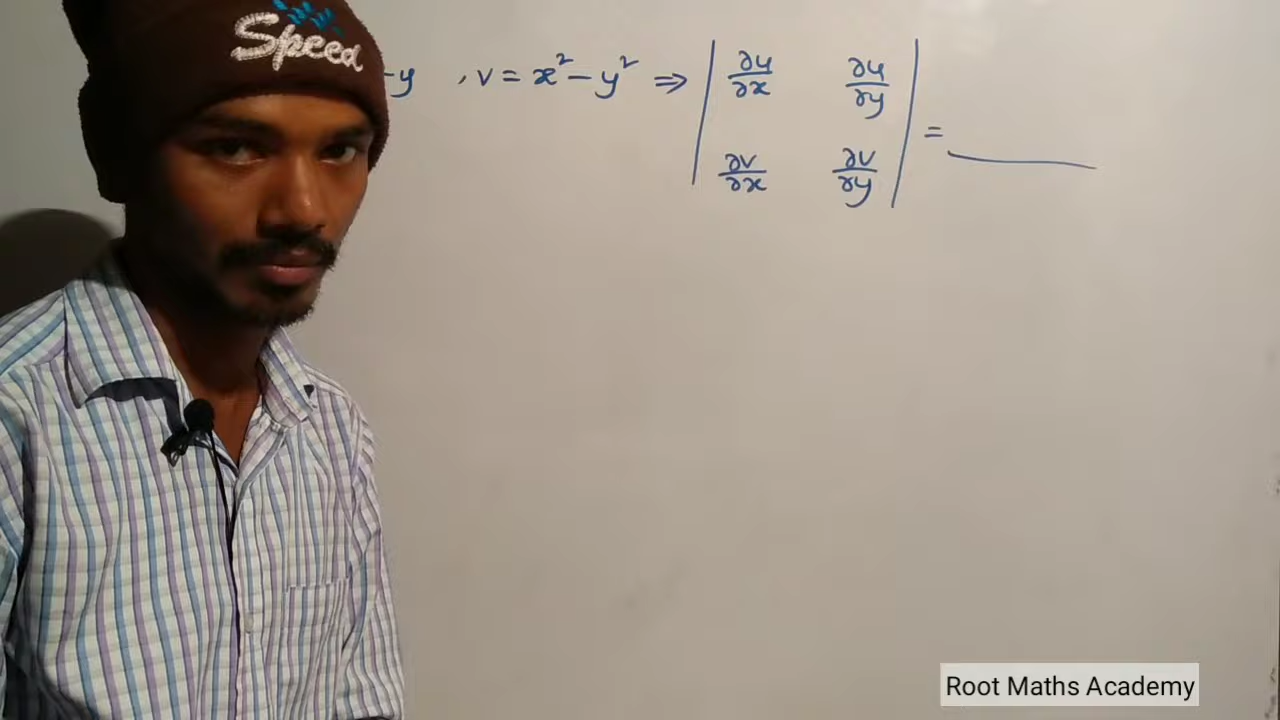 Speed
-y , v = x² - y² ⇒ | ∂u/∂x ∂u/∂y |
| ∂v/∂x ∂v/∂y | = ______
Root Maths Academy